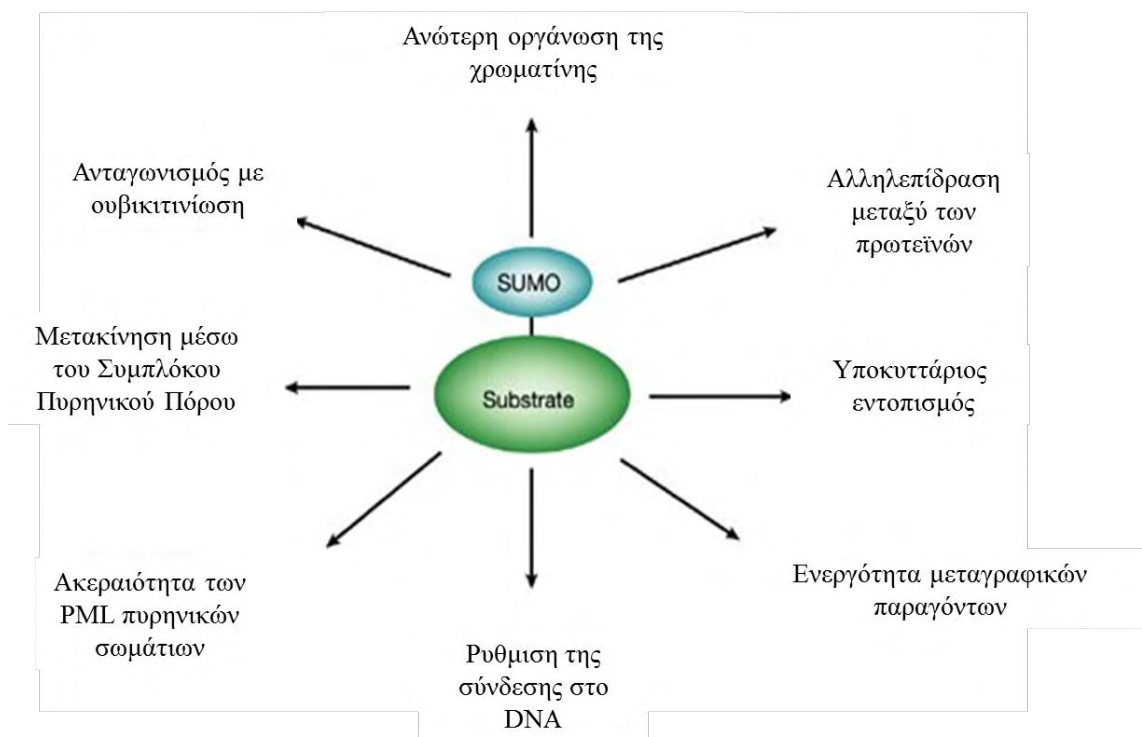 Ανώτερη οργάνωση της
χρωματίνης
Ανταγωνισμός με
ουβικιτινίωση
Αλληλεπίδραση
μεταξύ των
πρωτεϊνών
SUMO
Μετακίνηση μέσω
του Συμπλόκου
Πυρηνικού Πόρου
Substrate
Υποκυττάριος
εντοπισμός
Ακεραιότητα των
PML πυρηνικών
σωμάτιων
Ενεργότητα μεταγραφικών
παραγόντων
Ρυθμιση της
σύνδεσης στο
DNA